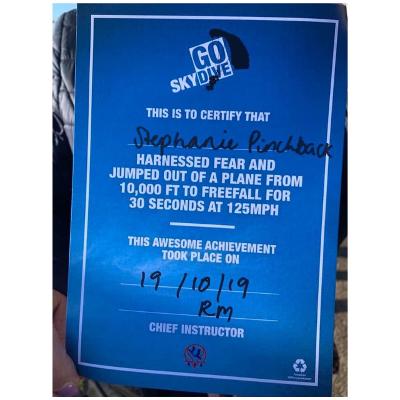 GO
SKYDIVE
THIS IS TO CERTIFY THAT
Stephanie Pinchback
HARNESSED FEAR AND
JUMPED OUT OF A PLANE FROM
10,000 FT TO FREEFALL FOR
30 SECONDS AT 125MPH
THIS AWESOME ACHIEVEMENT
TOOK PLACE ON
19/10/19
RM
CHIEF INSTRUCTOR